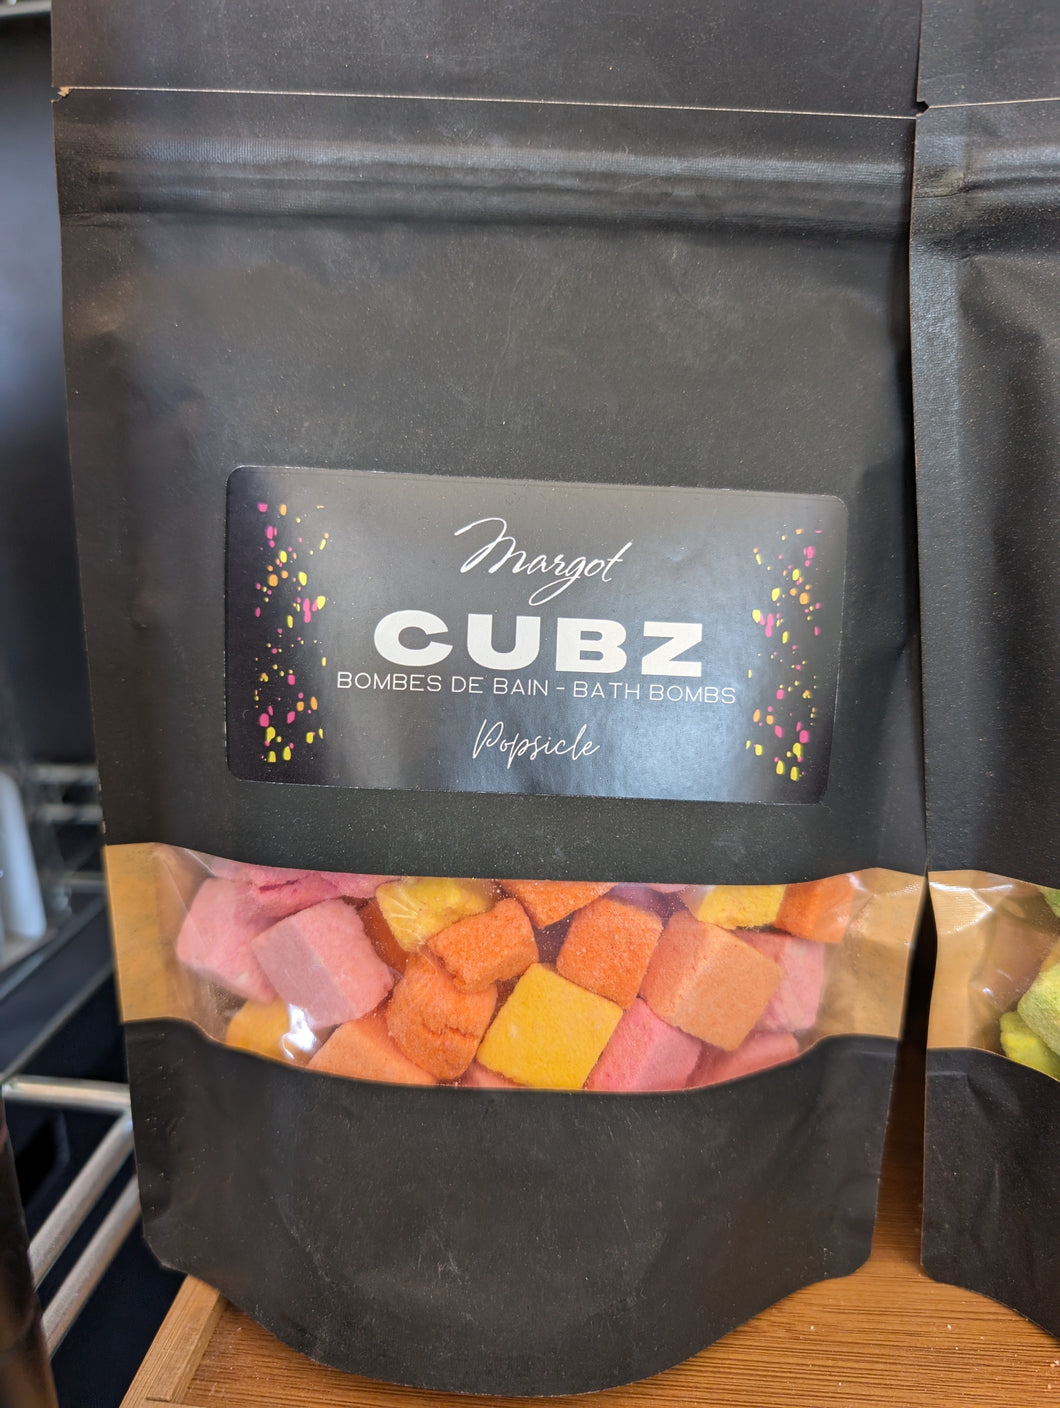 Margot
CUBZ
BOMBES DE BAIN - BATH BOMBS
Popsicle